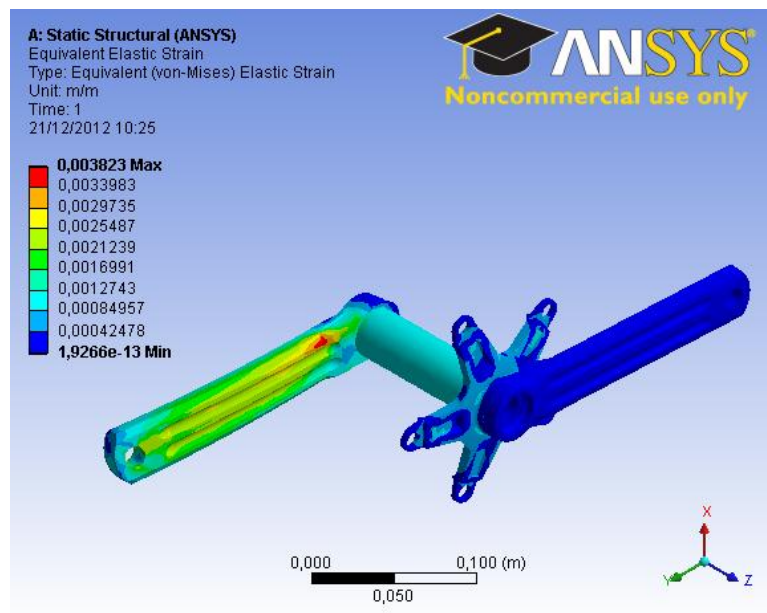 A: Static Structural (ANSYS)
Equivalent Elastic Strain
Type: Equivalent (von-Mises) Elastic Strain
Unit: m/m
Time: 1
21/12/2012 10:25
ANSYS®
Noncommercial use only
0,003823 Max
0,0033983
0,0029735
0,0025487
0,0021239
0,0016991
0,0012743
0,00084957
0,00042478
1,9266e-13 Min
0,000
0,100 (m)
0,050
X
Y
Z